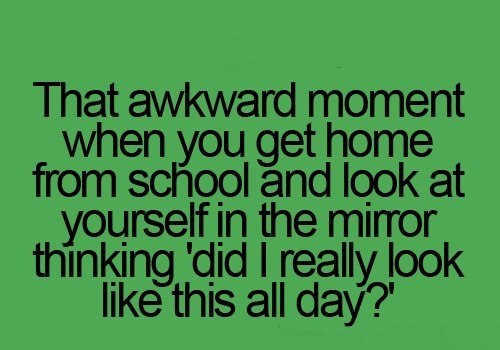 That awkward moment
when you get home
from school and look at
yourself in the mirror
thinking 'did I really look
like this all day?'